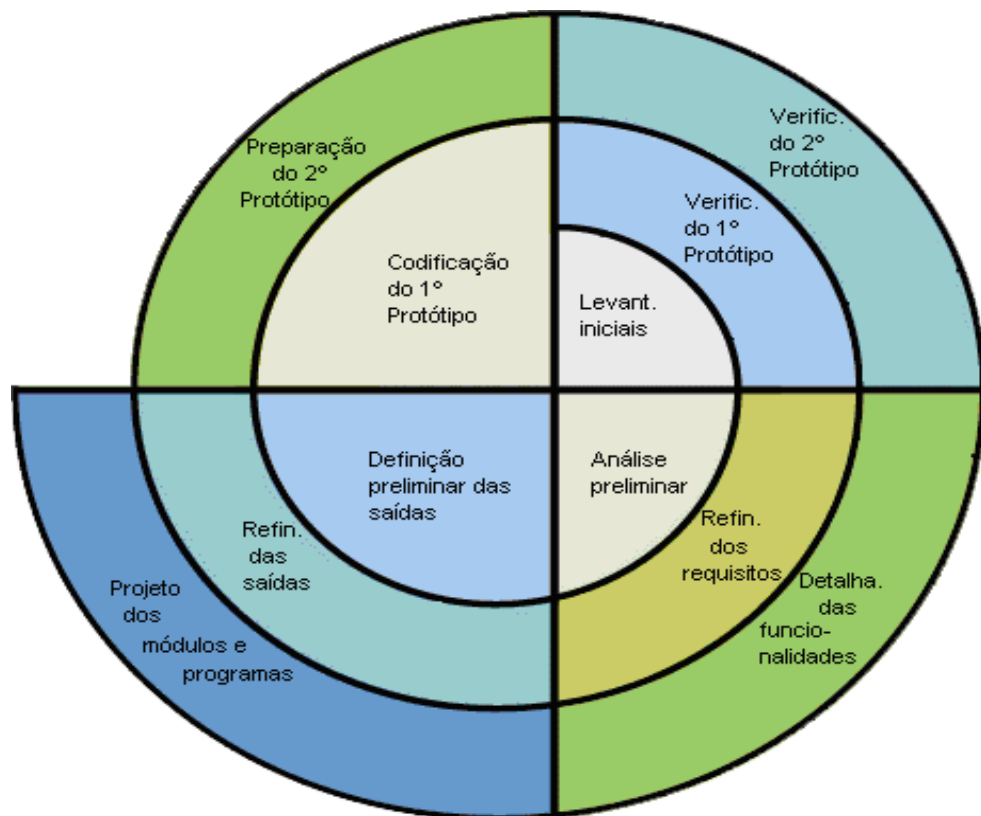 Preparação
do 2º
Protótipo
Verific.
do 2º
Protótipo
Verific.
do 1º
Protótipo
Codificação
do 1º
Protótipo
Levant.
iniciais
Definição
preliminar das
saídas
Análise
preliminar
Refin.
das
saídas
Refin.
dos
requisitos
Projeto
dos
módulos e
programas
Detalha.
das
funcio-
nalidades